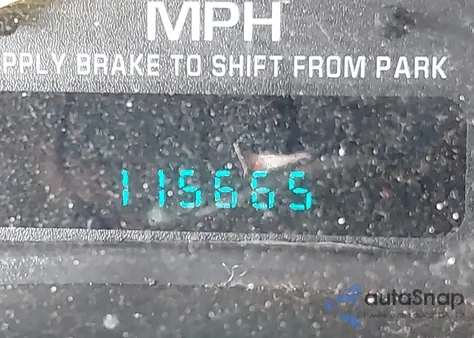 MPH
PPLY BRAKE TO SHIFT FROM PARK
115665
autoSnap